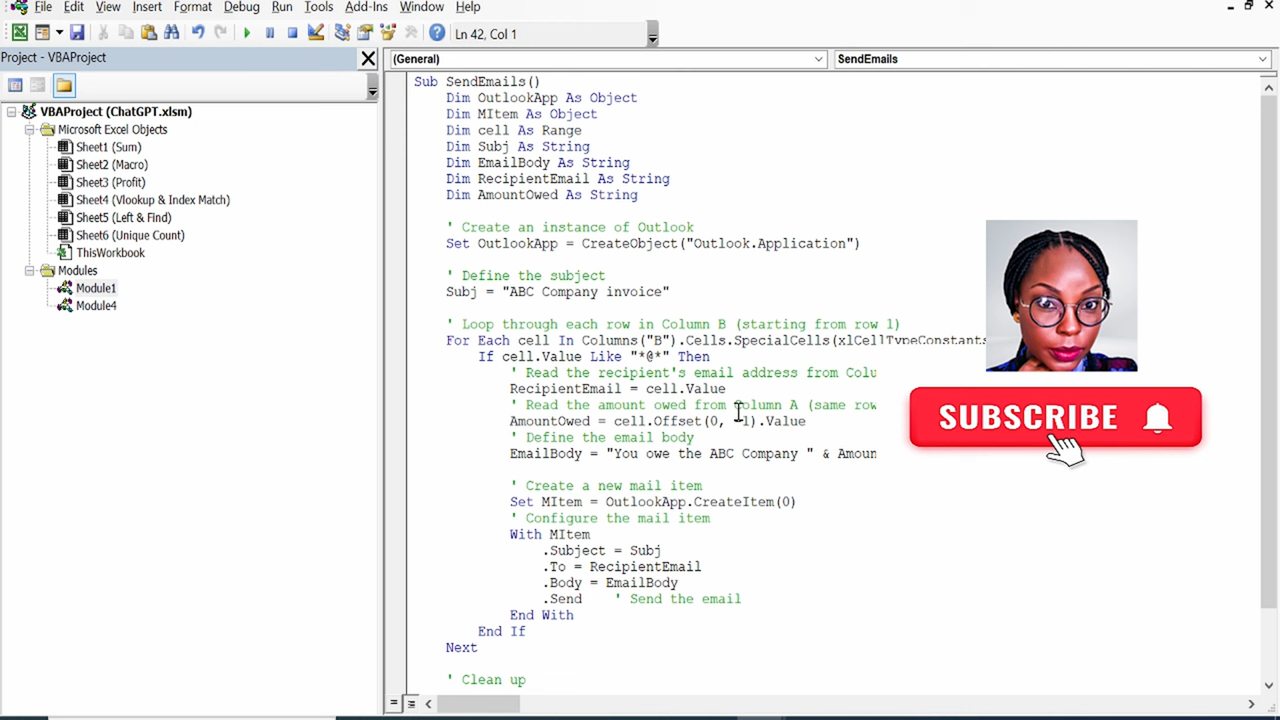 File Edit View Insert Format Debug Run Tools Add-Ins Window Help
Ln 42, Col 1
Project - VBAProject
(General)
SendEmails
VBAProject (ChatGPT.xlsm)
Microsoft Excel Objects
Sheet1 (Sum)
Sheet2 (Macro)
Sheet3 (Profit)
Sheet4 (Vlookup & Index Match)
Sheet5 (Left & Find)
Sheet6 (Unique Count)
ThisWorkbook
Modules
Module1
Module4
Sub SendEmails()
Dim OutlookApp As Object
Dim MItem As Object
Dim cell As Range
Dim Subj As String
Dim EmailBody As String
Dim RecipientEmail As String
Dim AmountOwed As String
' Create an instance of Outlook
Set OutlookApp = CreateObject("Outlook.Application")
' Define the subject
Subj = "ABC Company invoice"
' Loop through each row in Column B (starting from row 1)
For Each cell In Columns("B").Cells.SpecialCells(xlCellTypeConstants
If cell.Value Like "*@*" Then
' Read the recipient's email address from Colu
RecipientEmail = cell.Value
' Read the amount owed from Column A (same row
AmountOwed = cell.Offset(0, -1).Value
' Define the email body
EmailBody = "You owe the ABC Company " & Amoun
' Create a new mail item
Set MItem = OutlookApp.CreateItem(0)
' Configure the mail item
With MItem
.Subject = Subj
.To = RecipientEmail
.Body = EmailBody
.Send ' Send the email
End With
End If
Next
' Clean up
SUBSCRIBE